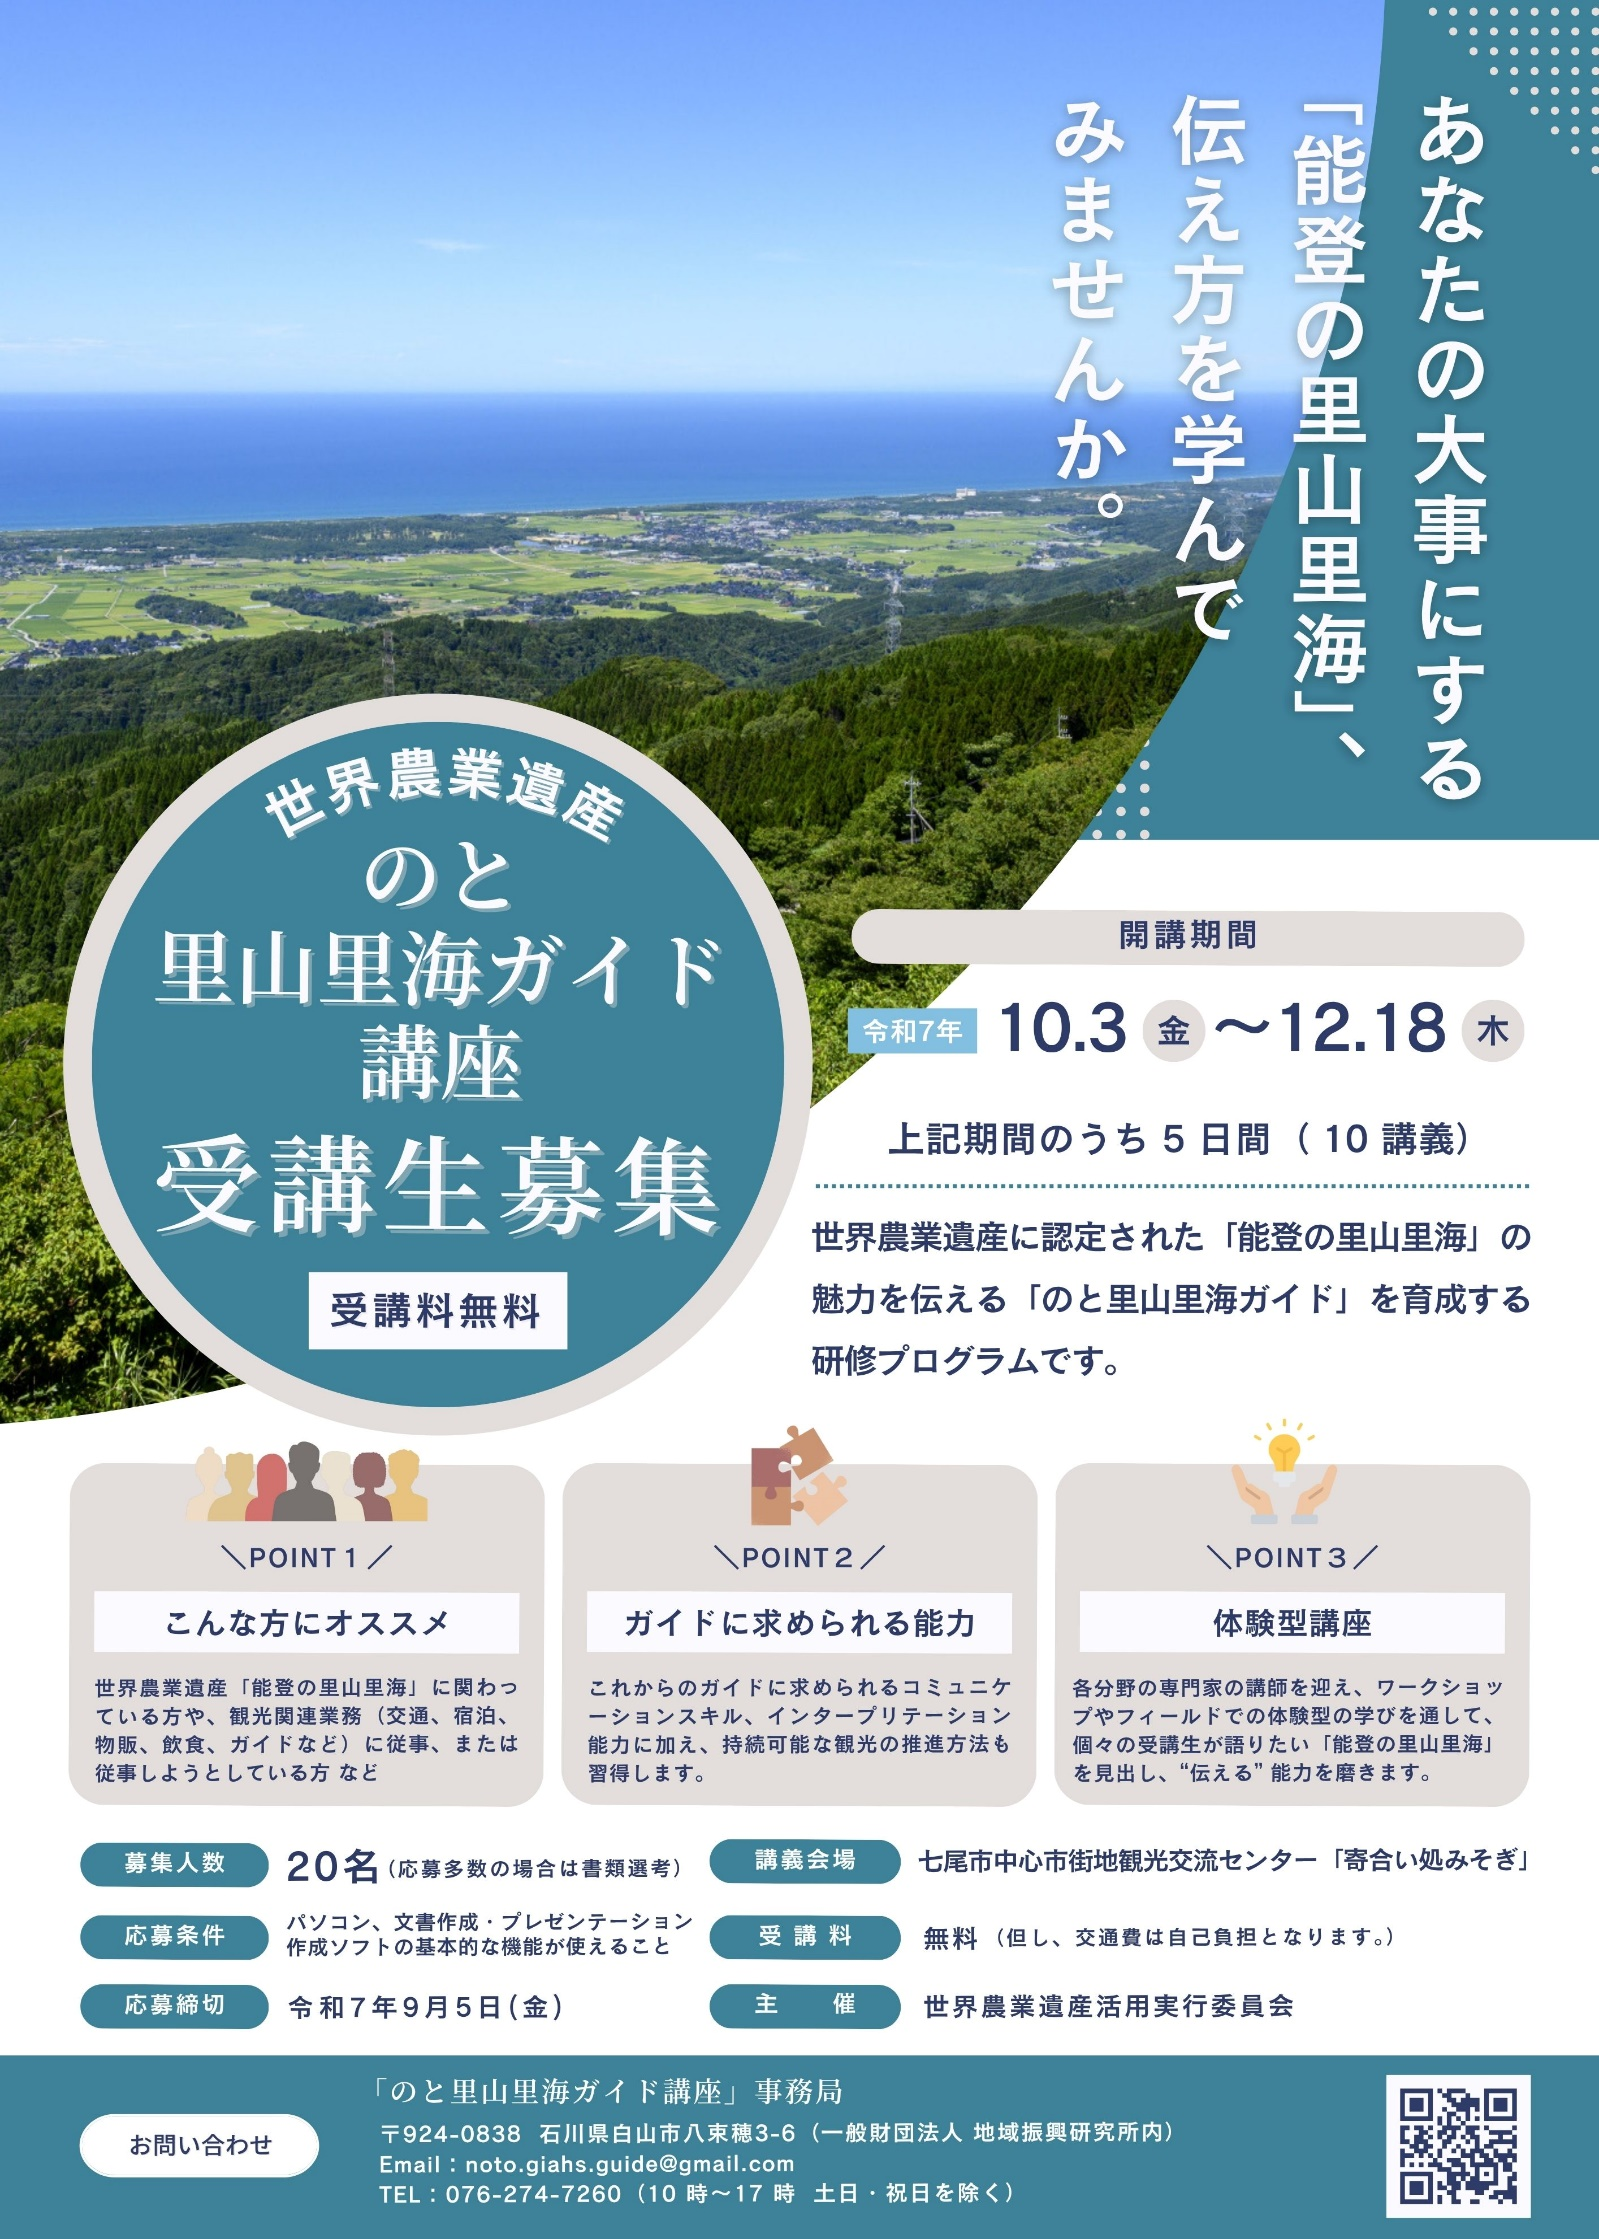 あなたの大事にする
「能登の里山里海」、
伝え方を学んで
みませんか。
世界農業遺産
のと
里山里海ガイド
講座
受講生募集
受講料無料
開講期間
令和7年 10.3 金 〜12.18 木
上記期間のうち 5 日間（ 10 講義）
世界農業遺産に認定された「能登の里山里海」の
魅力を伝える「のと里山里海ガイド」を育成する
研修プログラムです。
＼POINT１／
こんな方にオススメ
世界農業遺産「能登の里山里海」に関わっ
ている方や、観光関連業務（交通、宿泊、
物販、飲食、ガイドなど）に従事、または
従事しようとしている方 など
＼POINT２／
ガイドに求められる能力
これからのガイドに求められるコミュニケ
ーションスキル、インタープリテーション
能力に加え、持続可能な観光の推進方法も
習得します。
＼POINT３／
体験型講座
各分野の専門家の講師を迎え、ワークショッ
プやフィールドでの体験型の学びを通して、
個々の受講生が語りたい「能登の里山里海」
を見出し、“伝える” 能力を磨きます。
募集人数 20名（応募多数の場合は書類選考）
応募条件 パソコン、文書作成・プレゼンテーション
作成ソフトの基本的な機能が使えること
応募締切 令和７年９月５日(金)
講義会場 七尾市中心市街地観光交流センター「寄合い処みそぎ」
受 講 料 無料（但し、交通費は自己負担となります。）
主 催 世界農業遺産活用実行委員会
お問い合わせ
「のと里山里海ガイド講座」事務局
〒924-0838 石川県白山市八束穂3-6（一般財団法人 地域振興研究所内）
Email：noto.giahs.guide@gmail.com
TEL：076-274-7260（10 時〜17 時 土日・祝日を除く）